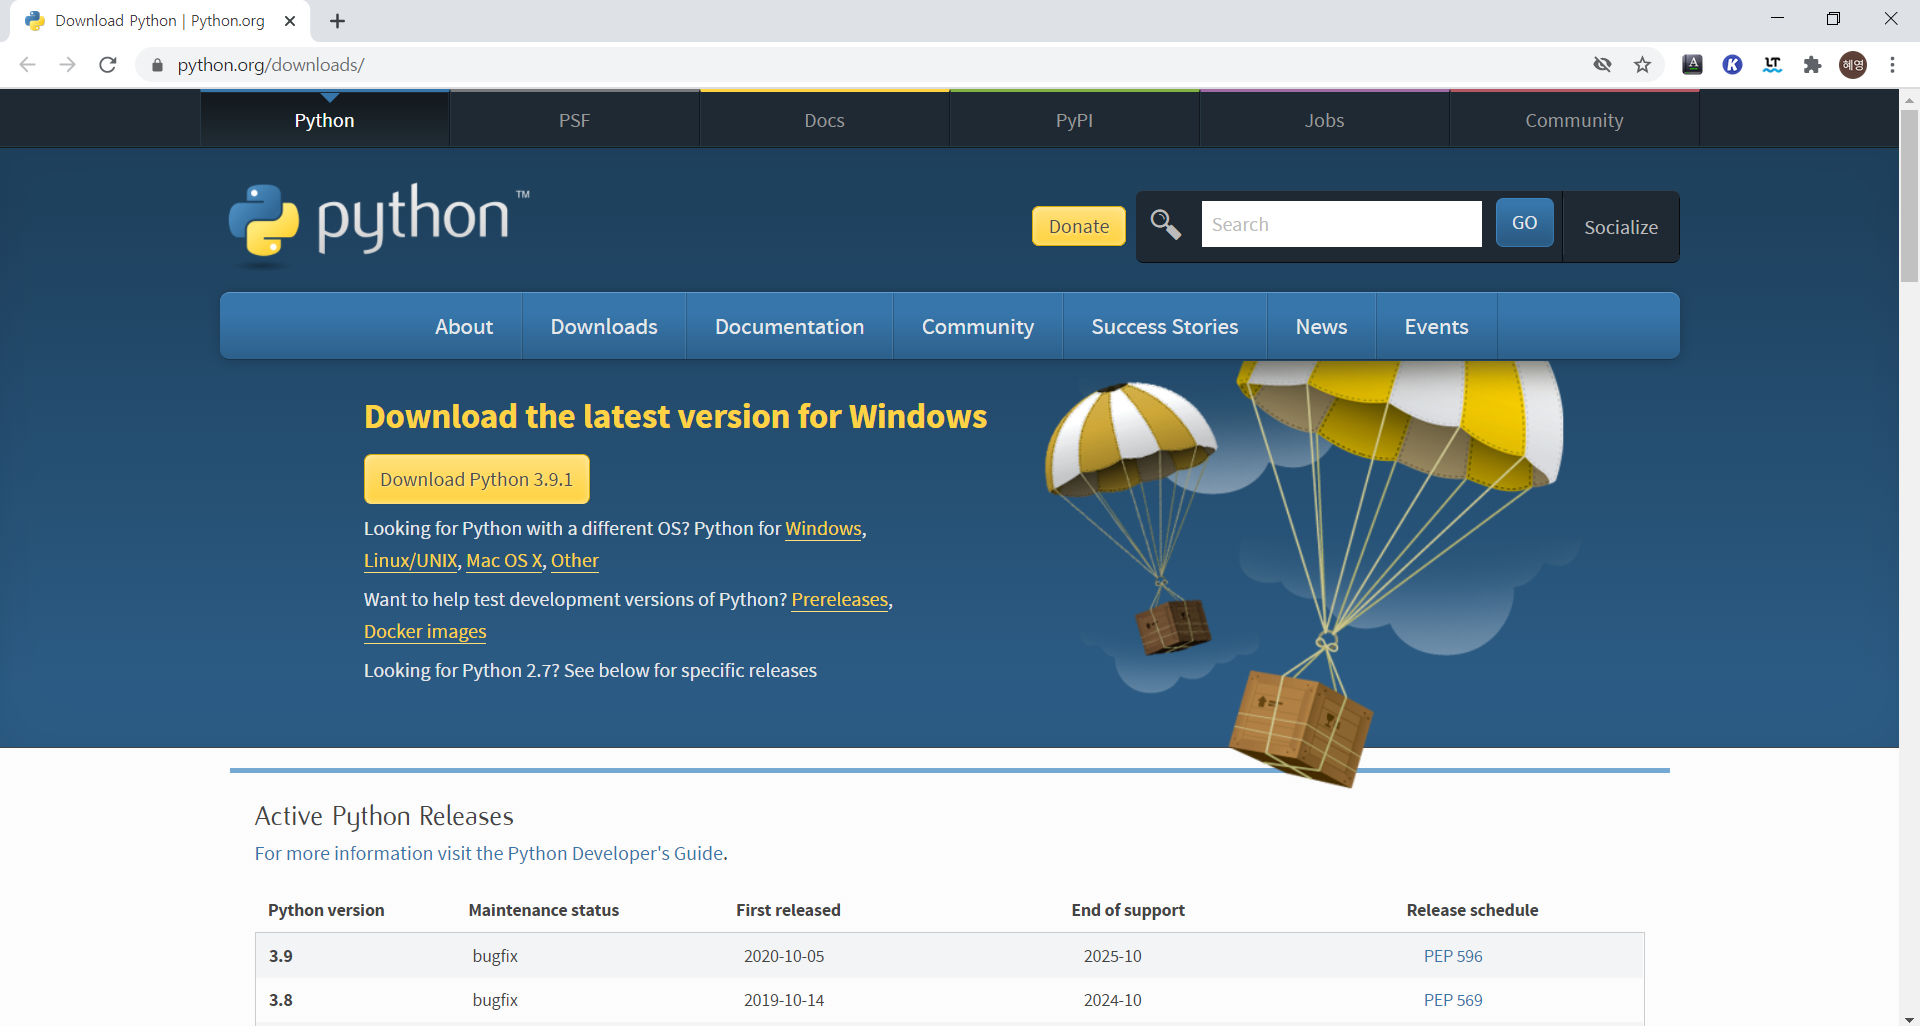 Download Python | Python.org
python.org/downloads/
혜영
Python PSF Docs PyPI Jobs Community
python™
Donate Search GO Socialize
About Downloads Documentation Community Success Stories News Events
Download the latest version for Windows
Download Python 3.9.1
Looking for Python with a different OS? Python for Windows,
Linux/UNIX, Mac OS X, Other
Want to help test development versions of Python? Prereleases,
Docker images
Looking for Python 2.7? See below for specific releases
Active Python Releases
For more information visit the Python Developer's Guide.
Python version Maintenance status First released End of support Release schedule
3.9 bugfix 2020-10-05 2025-10 PEP 596
3.8 bugfix 2019-10-14 2024-10 PEP 569